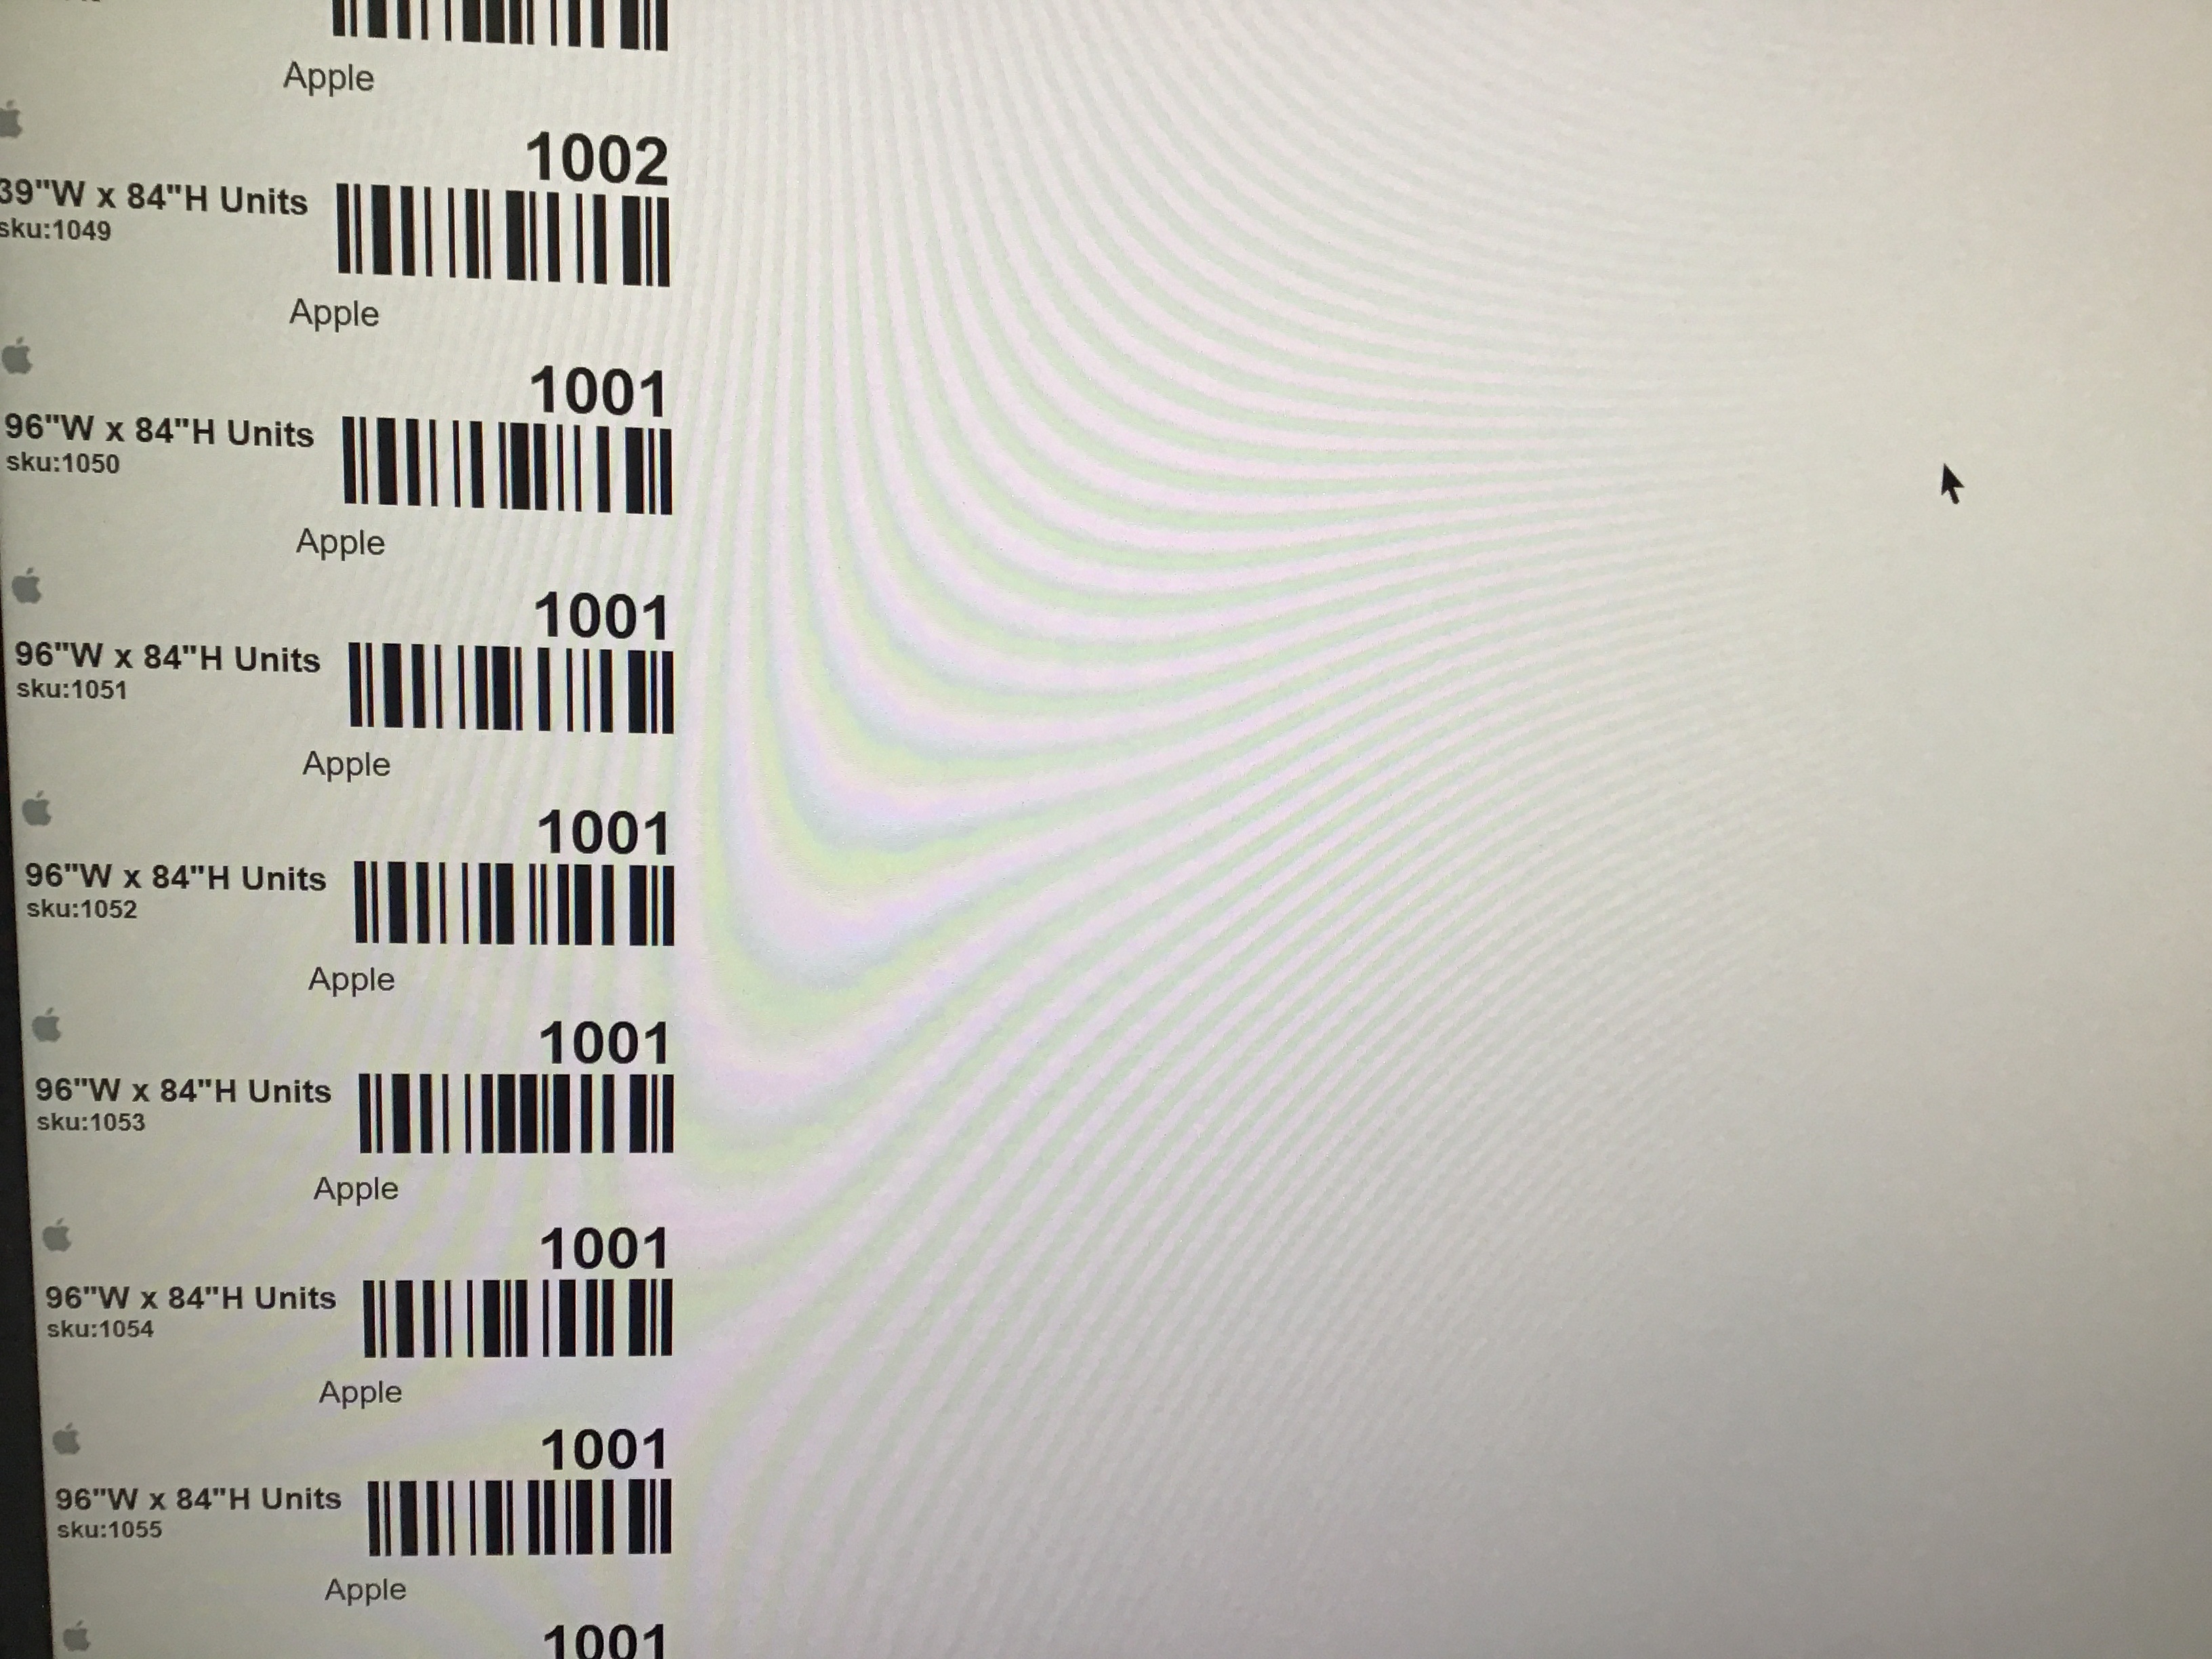 Apple
1002
39"W x 84"H Units
sku:1049
Apple
1001
96"W x 84"H Units
sku:1050
Apple
1001
96"W x 84"H Units
sku:1051
Apple
1001
96"W x 84"H Units
sku:1052
Apple
1001
96"W x 84"H Units
sku:1053
Apple
1001
96"W x 84"H Units
sku:1054
Apple
1001
96"W x 84"H Units
sku:1055
Apple
1001